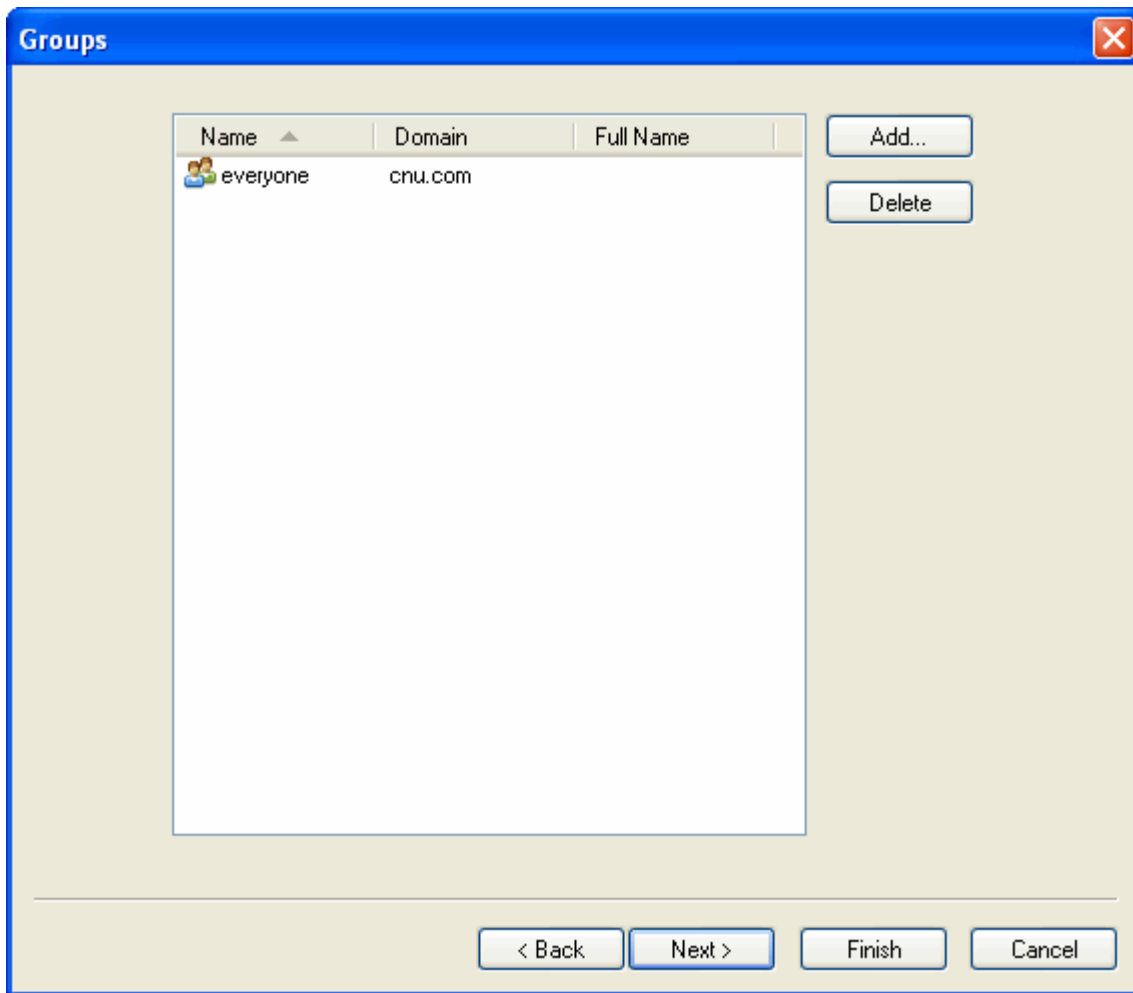 Groups
Name Domain Full Name Add...
everyone cnu.com
Delete
< Back Next > Finish Cancel